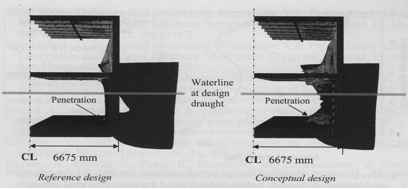 Waterline
at design
draught
Penetration
Penetration
CL 6675 mm
CL 6675 mm
Reference design
Conceptual design